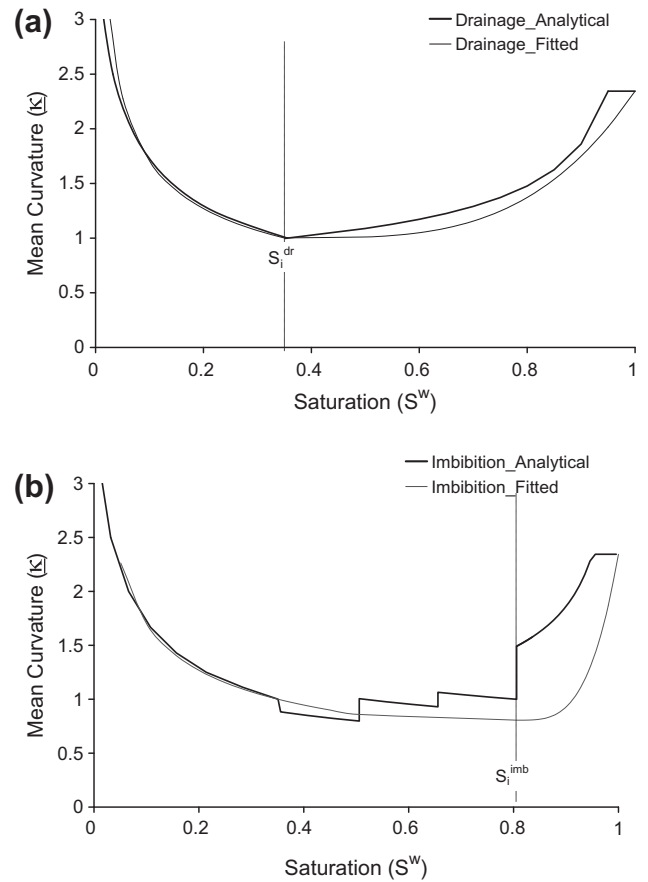 (a)
Drainage_Analytical
Drainage_Fitted
3
2.5
2
1.5
1
0.5
0
Mean Curvature (κ)
S_i^dr
0 0.2 0.4 0.6 0.8 1
Saturation (S^w)
(b)
Imbibition_Analytical
Imbibition_Fitted
3
2.5
2
1.5
1
0.5
0
Mean Curvature (κ)
S_i^imb
0 0.2 0.4 0.6 0.8 1
Saturation (S^w)